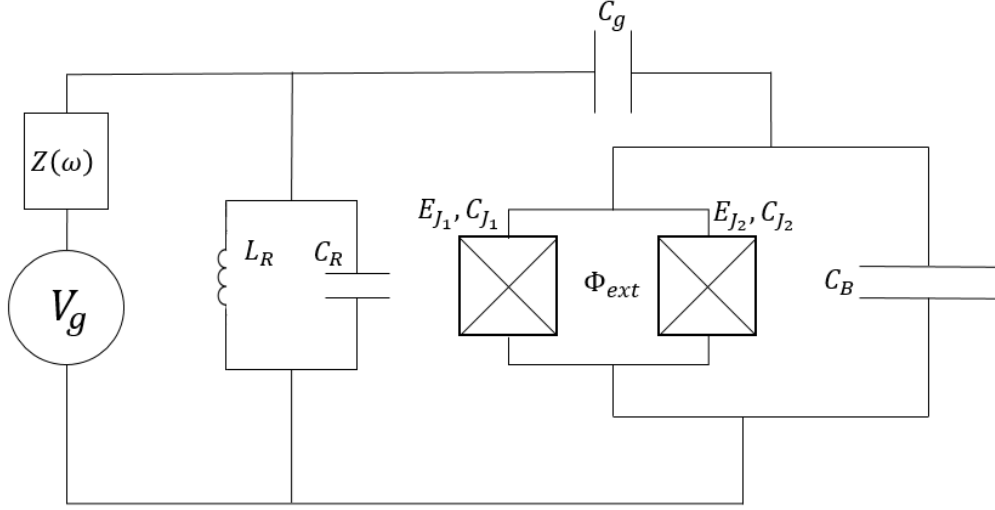 C_g
Z(ω)
E_{J_1}, C_{J_1}
E_{J_2}, C_{J_2}
L_R
C_R
Φ_{ext}
C_B
V_g